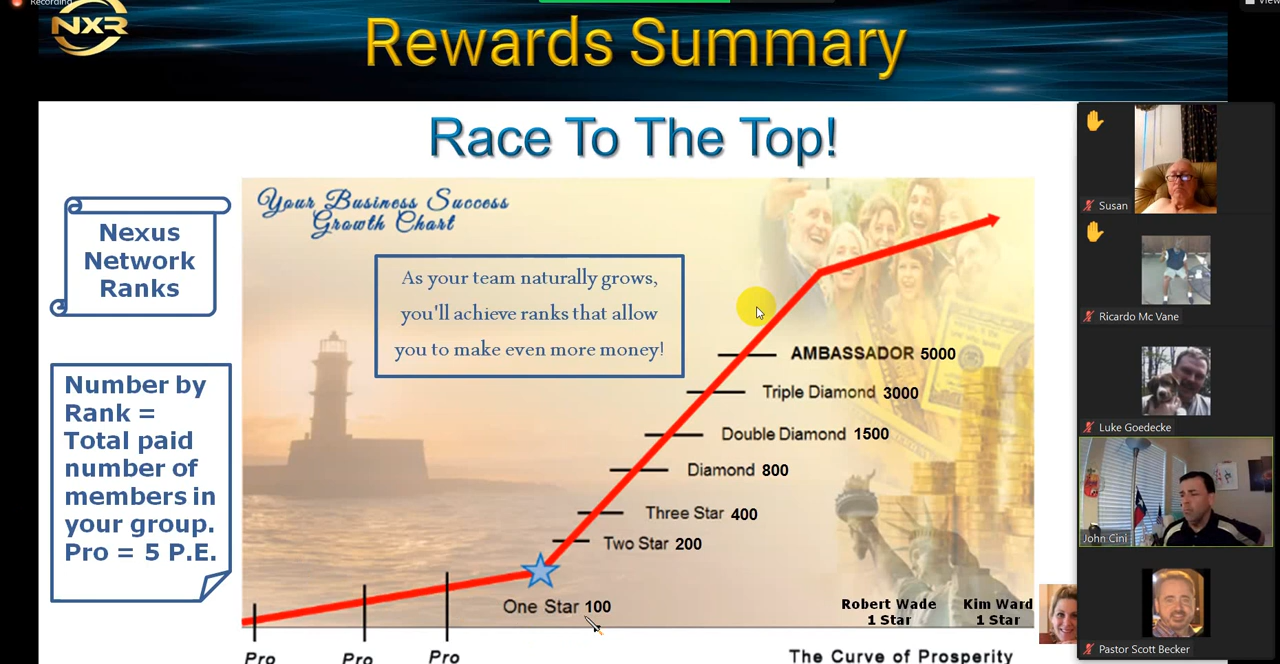 Recording
View
NXR
Rewards Summary
Race To The Top!
Your Business Success
Growth Chart
Nexus
Network
Ranks
As your team naturally grows,
you'll achieve ranks that allow
you to make even more money!
Number by
Rank =
Total paid
number of
members in
your group.
Pro = 5 P.E.
AMBASSADOR 5000
Triple Diamond 3000
Double Diamond 1500
Diamond 800
Three Star 400
Two Star 200
One Star 100
Robert Wade
1 Star
Kim Ward
1 Star
Pro
Pro
Pro
The Curve of Prosperity
Susan
Ricardo Mc Vane
Luke Goedecke
John Cini
Pastor Scott Becker